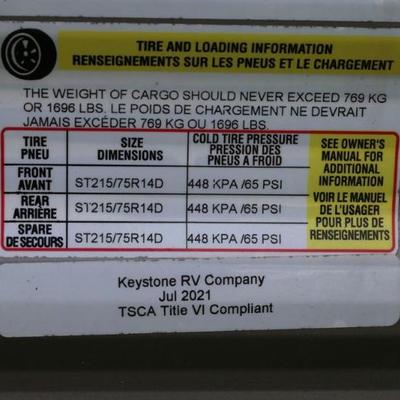 TIRE AND LOADING INFORMATION
RENSEIGNEMENTS SUR LES PNEUS ET LE CHARGEMENT
THE WEIGHT OF CARGO SHOULD NEVER EXCEED 769 KG
OR 1696 LBS. LE POIDS DE CHARGEMENT NE DEVRAIT
JAMAIS EXCÉDER 769 KG OU 1696 LBS.
TIRE
PNEU
SIZE
DIMENSIONS
COLD TIRE PRESSURE
PRESSION DES
PNEUS A FROID
FRONT
AVANT
ST215/75R14D
448 KPA /65 PSI
REAR
ARRIÈRE
ST215/75R14D
448 KPA /65 PSI
SPARE
DE SECOURS
ST215/75R14D
448 KPA /65 PSI
SEE OWNER'S
MANUAL FOR
ADDITIONAL
INFORMATION
VOIR LE MANUEL
DE L'USAGER
POUR PLUS DE
RENSEIGNEMENTS
Keystone RV Company
Jul 2021
TSCA Title VI Compliant